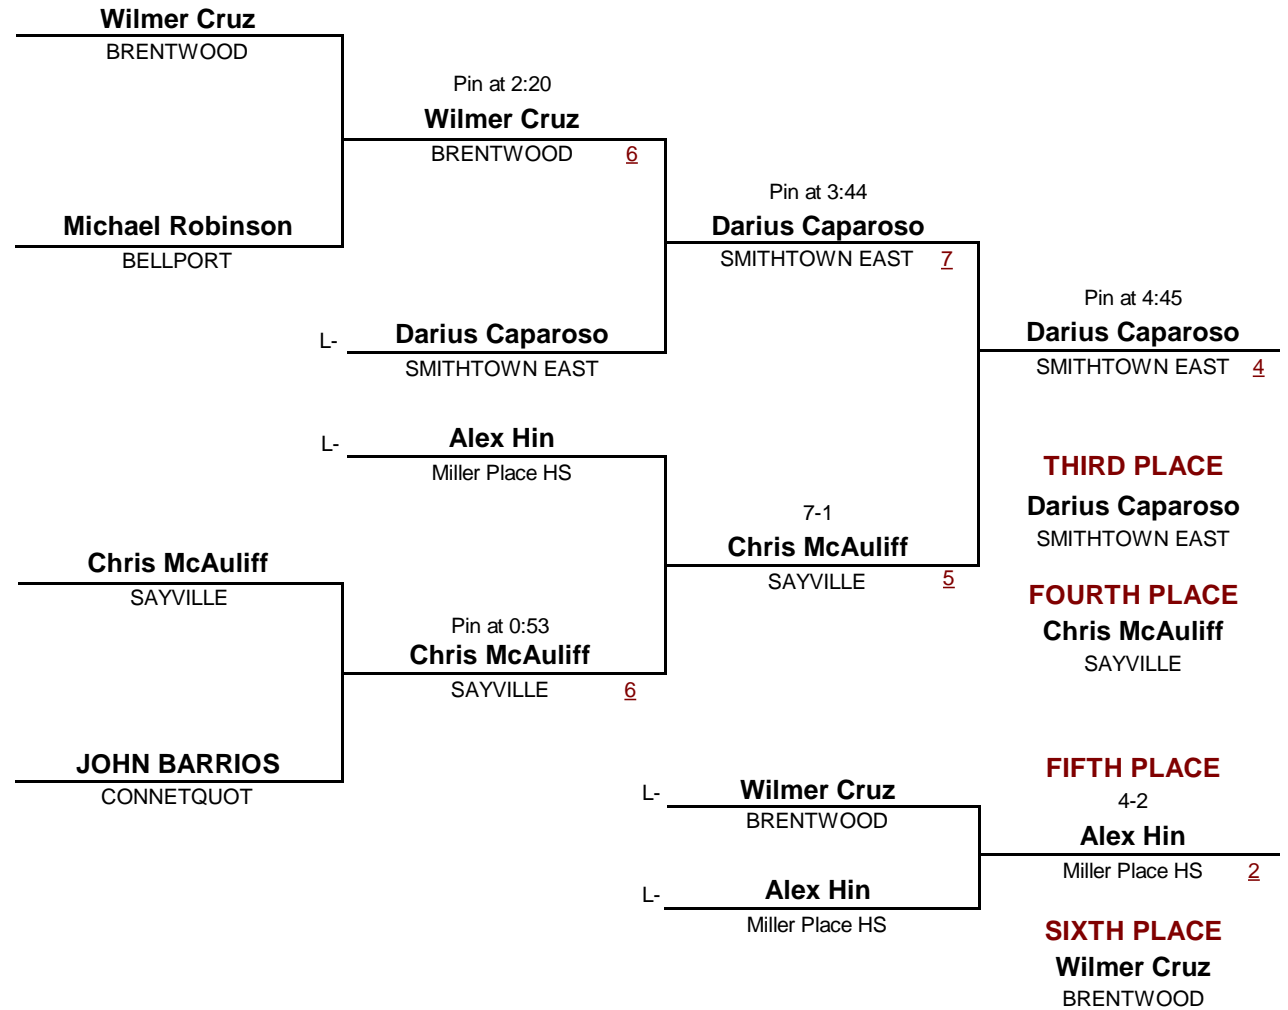 Wilmer Cruz
BRENTWOOD
Pin at 2:20
Wilmer Cruz
BRENTWOOD 6
Michael Robinson
BELLPORT
Pin at 3:44
Darius Caparoso
SMITHTOWN EAST 7
L- Darius Caparoso
SMITHTOWN EAST
Pin at 4:45
Darius Caparoso
SMITHTOWN EAST 4
L- Alex Hin
Miller Place HS
THIRD PLACE
Darius Caparoso
SMITHTOWN EAST
7-1
Chris McAuliff
SAYVILLE 5
Chris McAuliff
SAYVILLE
FOURTH PLACE
Chris McAuliff
SAYVILLE
Pin at 0:53
Chris McAuliff
SAYVILLE 6
JOHN BARRIOS
CONNETQUOT
L- Wilmer Cruz
BRENTWOOD
FIFTH PLACE
4-2
Alex Hin
Miller Place HS 2
L- Alex Hin
Miller Place HS
SIXTH PLACE
Wilmer Cruz
BRENTWOOD